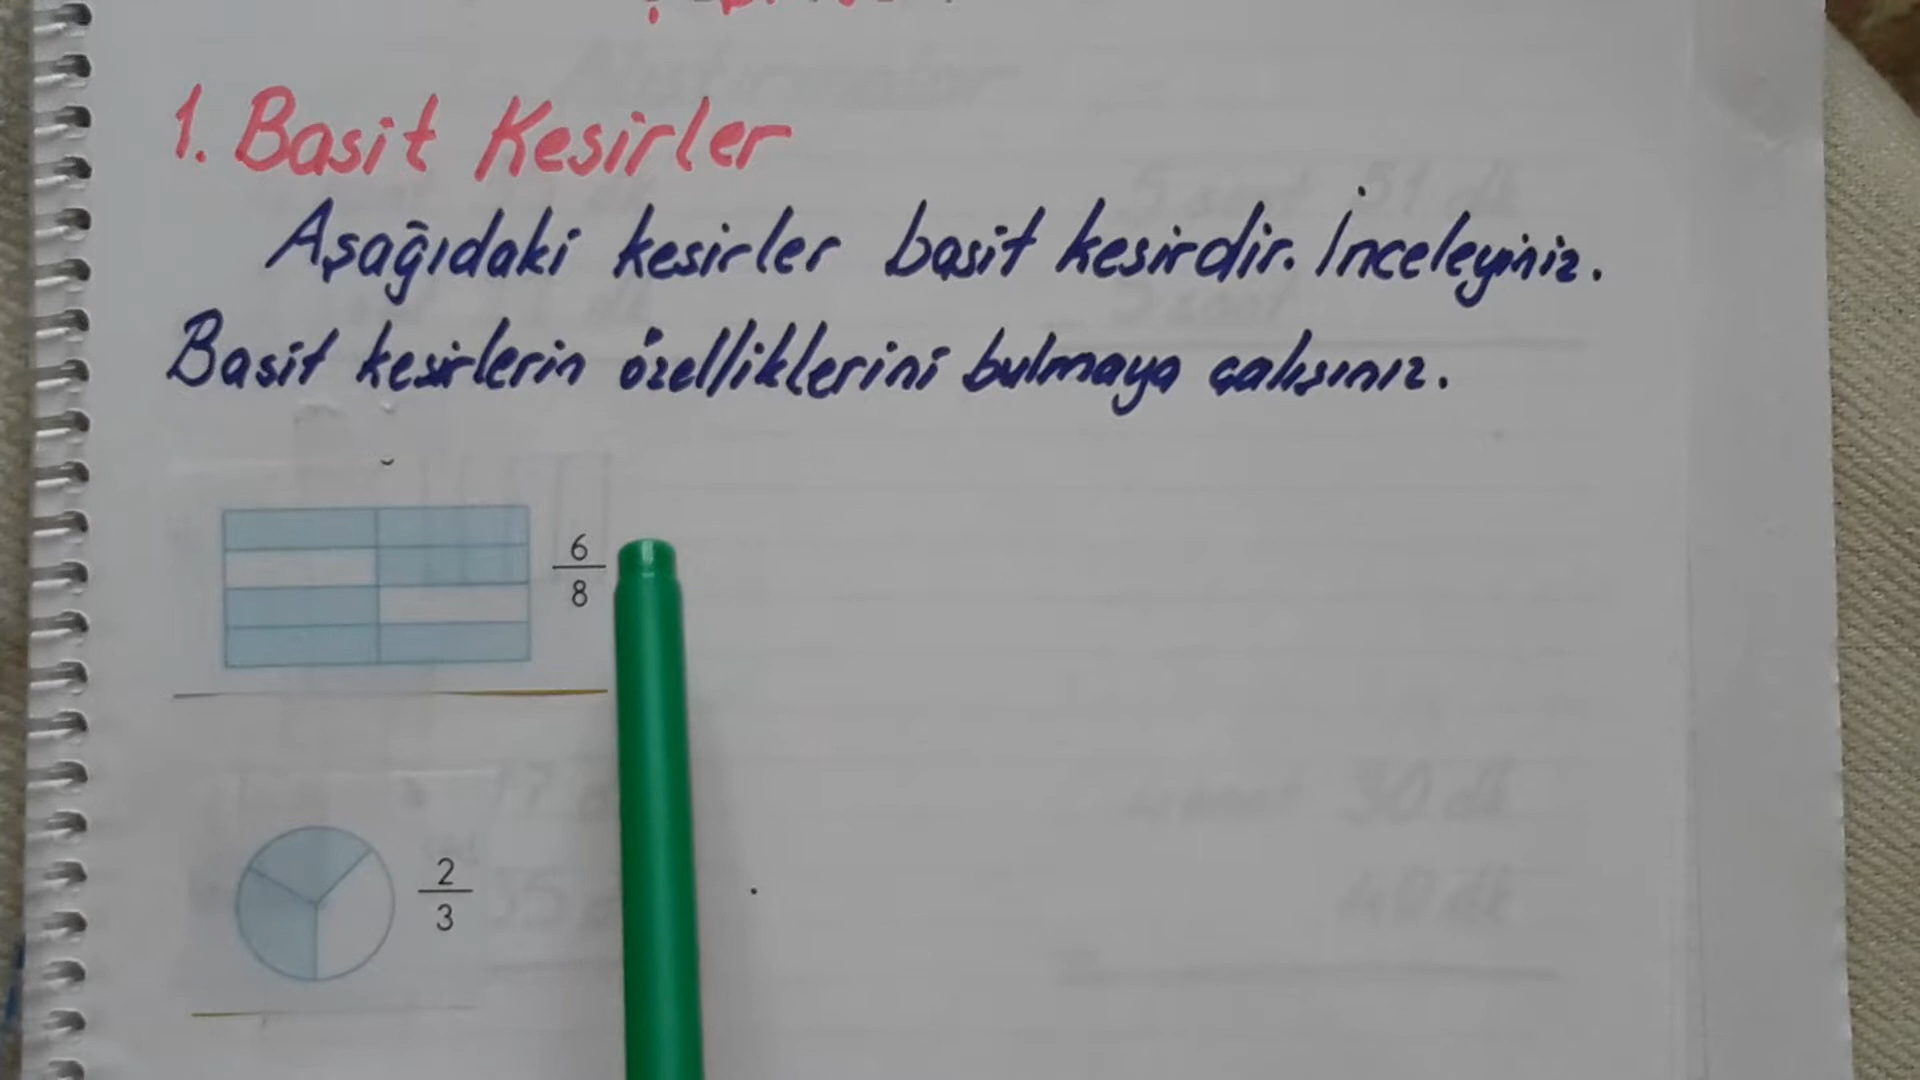 1. Basit Kesirler
Aşağıdaki kesirler basit kesirdir. İnceleyiniz.
Basit kesirlerin özelliklerini bulmaya çalışınız.
6
8
2
3